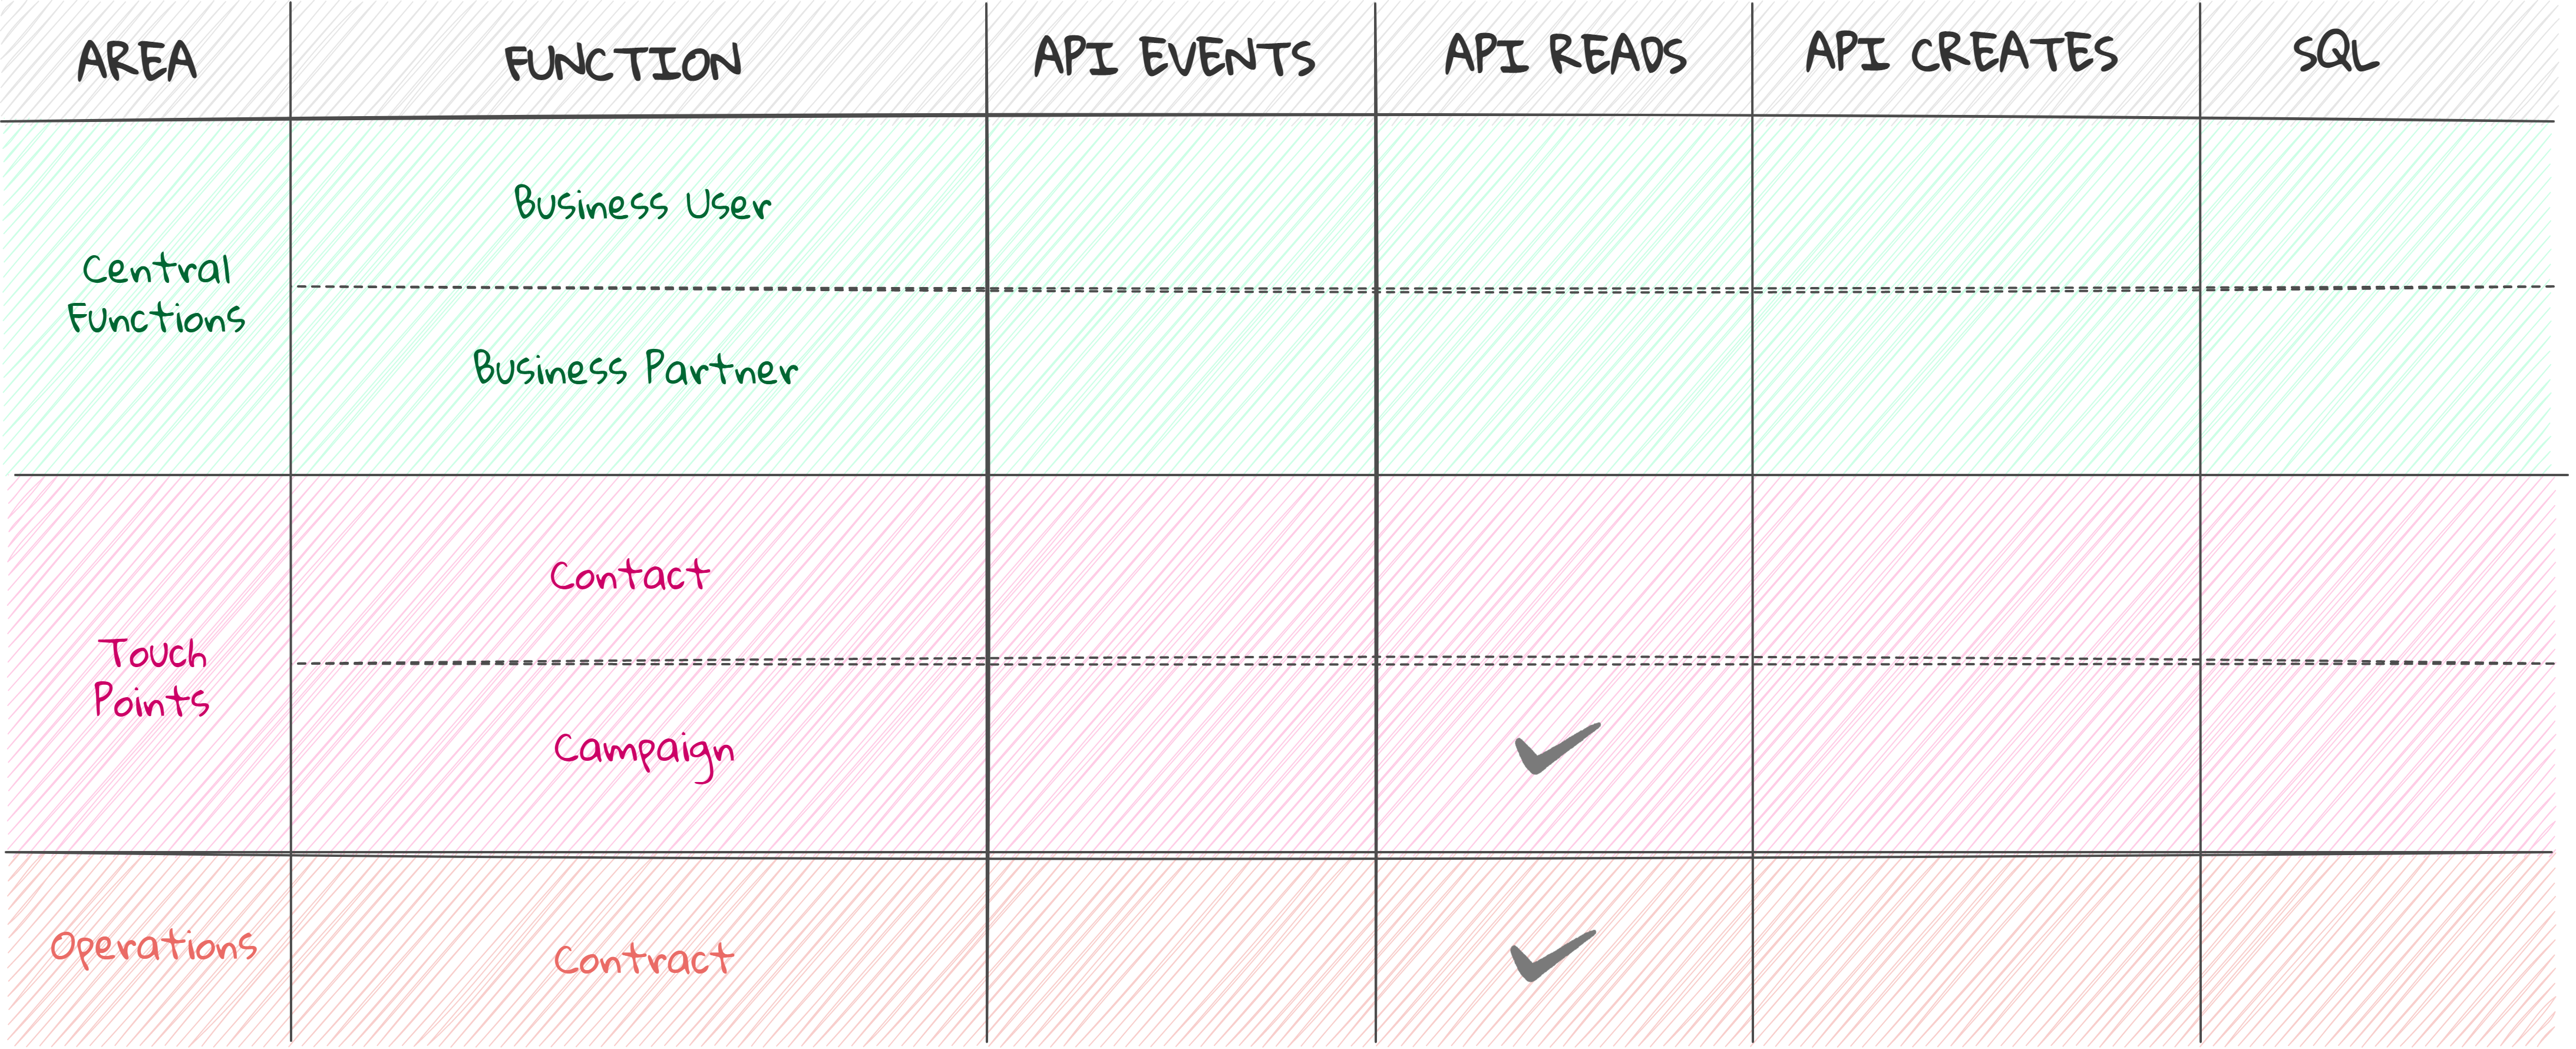 AREA FUNCTION API EVENTS API READS API CREATES SQL
Central
Functions
Business User
Business Partner
Touch
Points
Contact
Campaign ✓
Operations Contract ✓